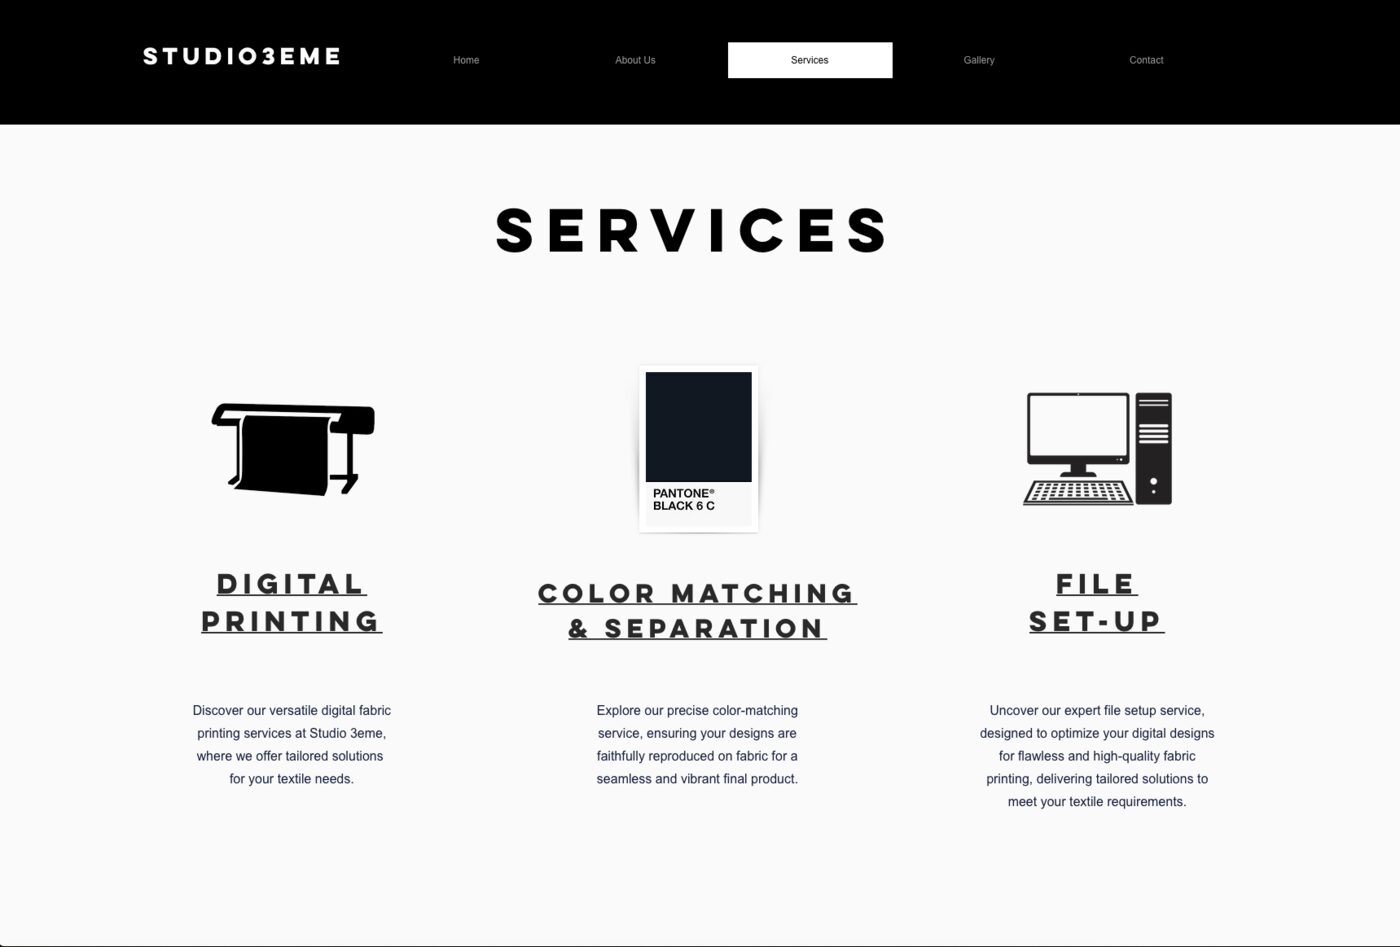 STUDIO3EME
Home
About Us
Services
Gallery
Contact
SERVICES
PANTONE®
BLACK 6 C
DIGITAL
PRINTING
COLOR MATCHING
& SEPARATION
FILE
SET-UP
Discover our versatile digital fabric
printing services at Studio 3eme,
where we offer tailored solutions
for your textile needs.
Explore our precise color-matching
service, ensuring your designs are
faithfully reproduced on fabric for a
seamless and vibrant final product.
Uncover our expert file setup service,
designed to optimize your digital designs
for flawless and high-quality fabric
printing, delivering tailored solutions to
meet your textile requirements.